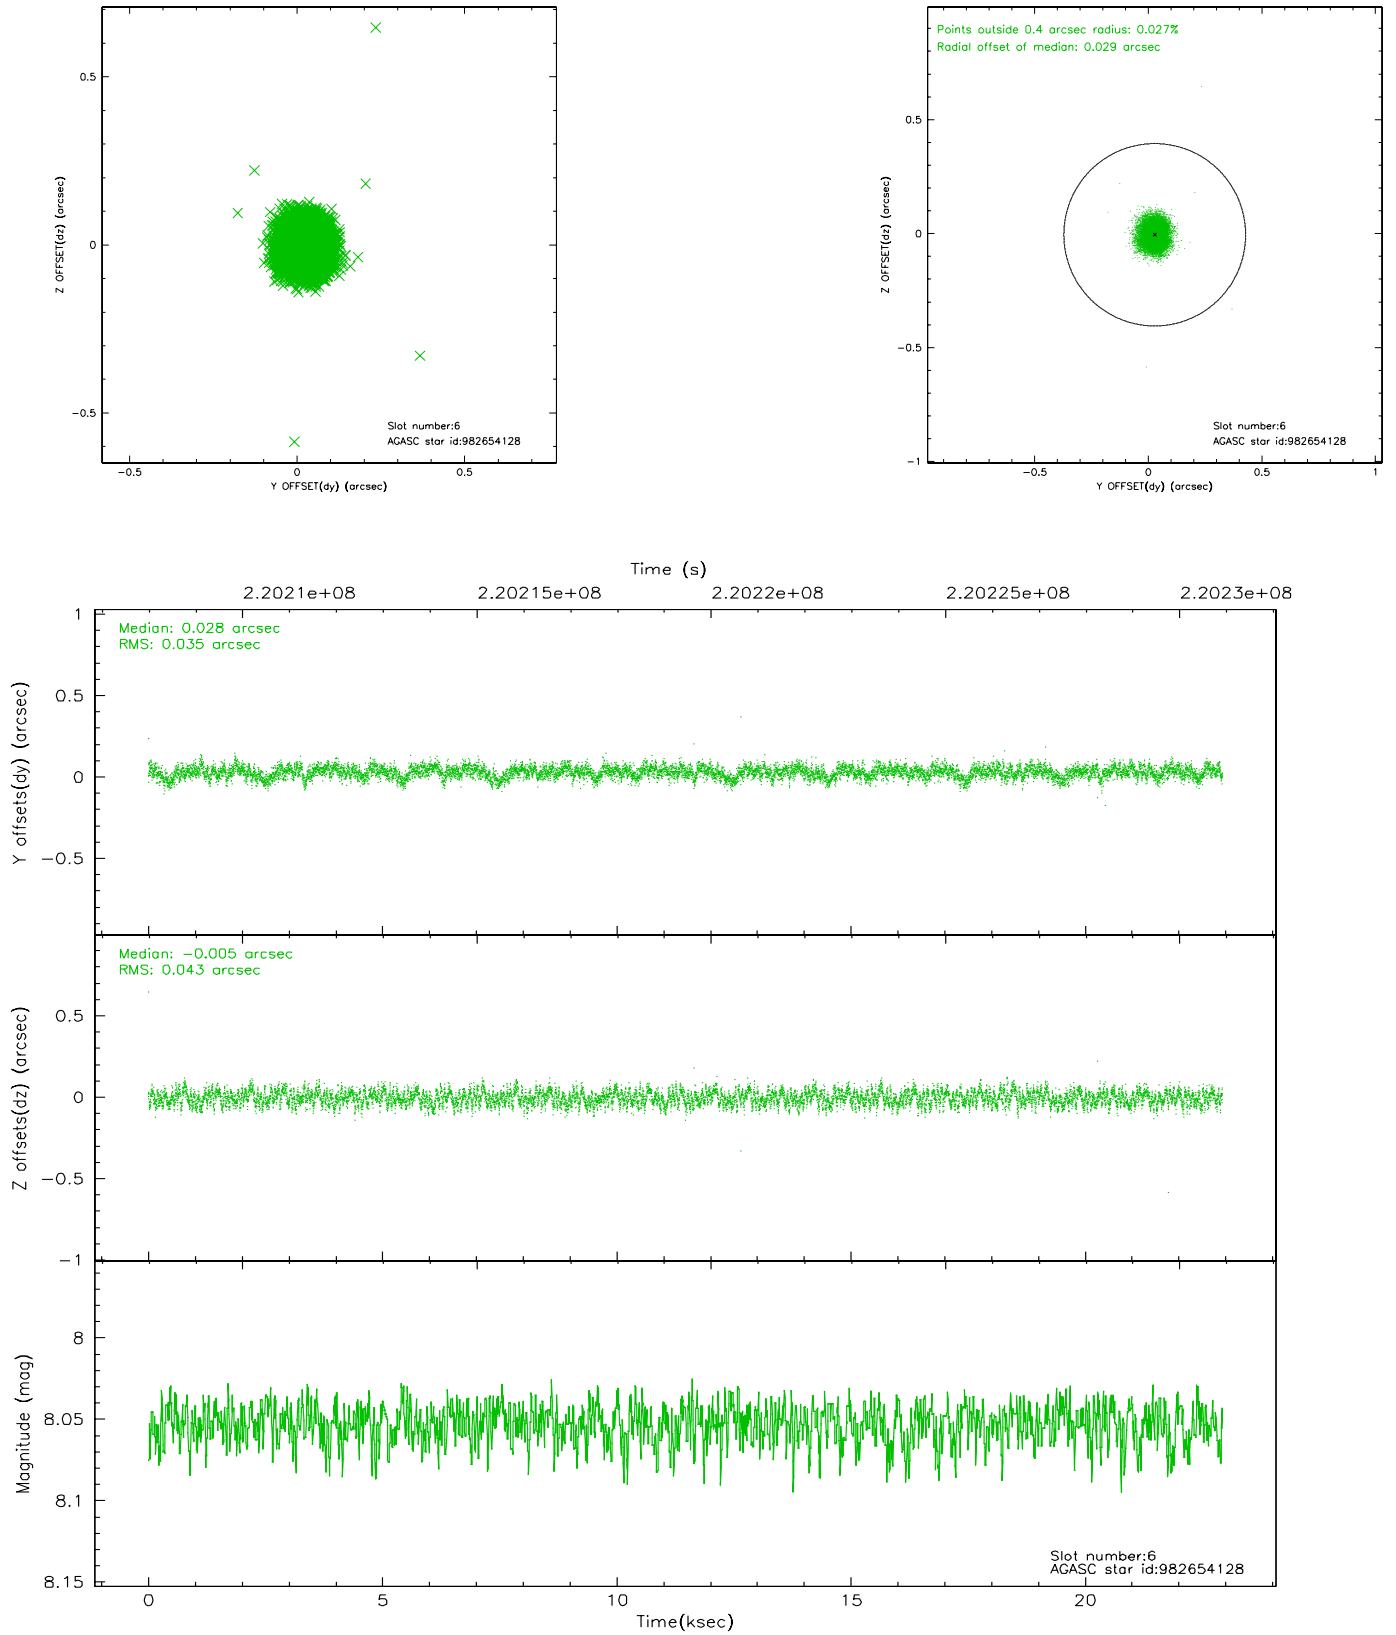 0.5
0
−0.5
Z OFFSET(dz) (arcsec)
−0.5
0
0.5
Y OFFSET(dy) (arcsec)
Slot number:6
AGASC star id:982654128
Points outside 0.4 arcsec radius: 0.027%
Radial offset of median: 0.029 arcsec
0.5
0
−0.5
−1
Z OFFSET(dz) (arcsec)
−0.5
0
0.5
1
Y OFFSET(dy) (arcsec)
Slot number:6
AGASC star id:982654128
Time (s)
2.2021e+08
2.20215e+08
2.2022e+08
2.20225e+08
2.2023e+08
Median: 0.028 arcsec
RMS: 0.035 arcsec
1
0.5
0
−0.5
Y offsets(dy) (arcsec)
Median: −0.005 arcsec
RMS: 0.043 arcsec
0.5
0
−0.5
−1
Z offsets(dz) (arcsec)
8
8.05
8.1
8.15
Magnitude (mag)
Slot number:6
AGASC star id:982654128
0
5
10
15
20
Time(ksec)